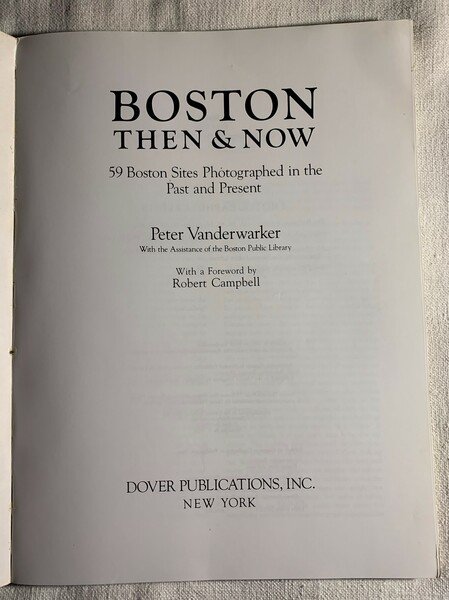 BOSTON
THEN & NOW
59 Boston Sites Photographed in the
Past and Present
Peter Vanderwarker
With the Assistance of the Boston Public Library
With a Foreword by
Robert Campbell
DOVER PUBLICATIONS, INC.
NEW YORK